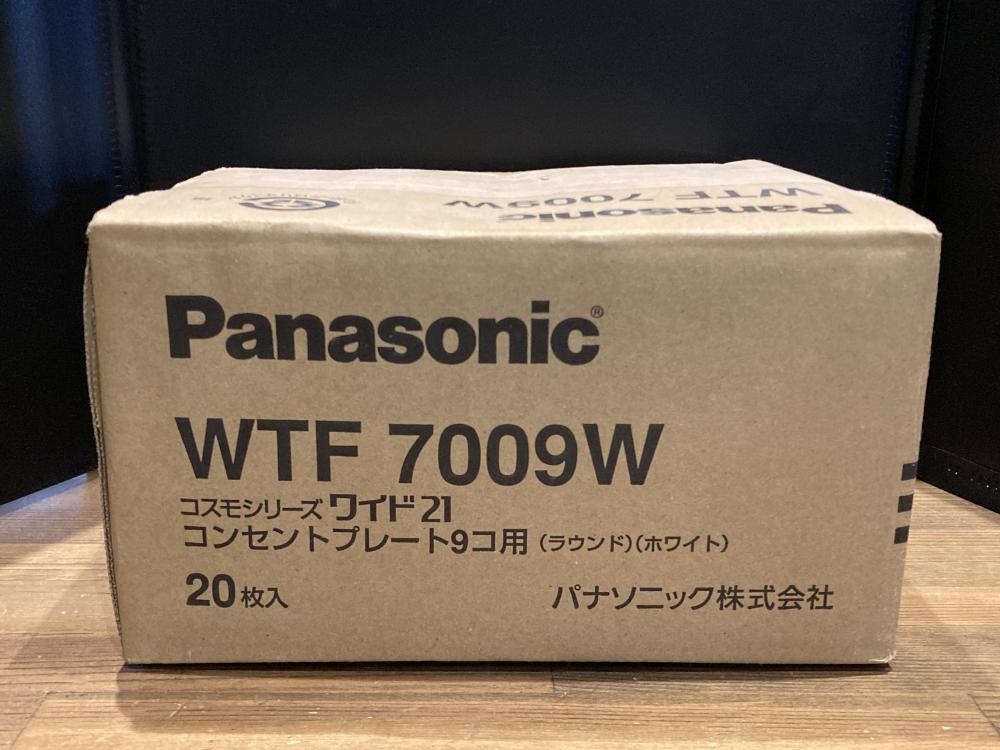 WTF 7009W
Panasonic
Panasonic®
WTF 7009W
コスモシリーズ ワイド21
コンセントプレート9コ用 (ラウンド)(ホワイト)
20枚入
パナソニック株式会社